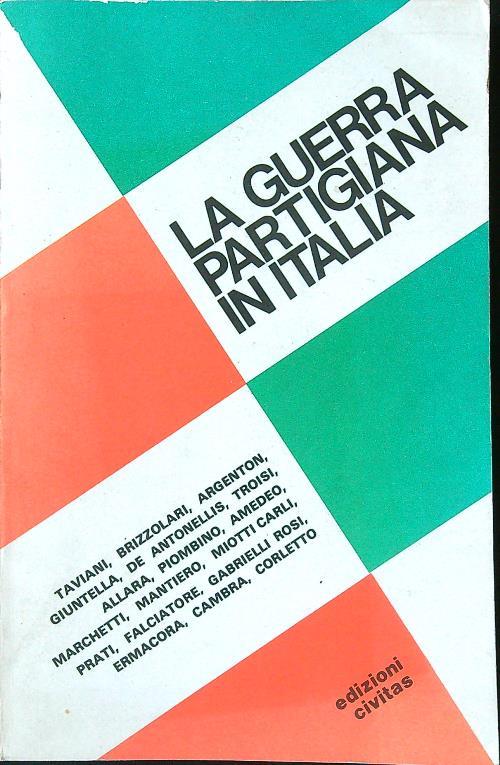 LA GUERRA
PARTIGIANA
IN ITALIA
TAVIANI, BRIZZOLARI, ARGENTON,
GIUNTELLA, DE ANTONELLIS, TROISI,
ALLARA, PIOMBINO, AMEDEO,
MARCHETTI, MANTIERO, MIOTTI CARLI,
PRATI, FALCIATORE, GABRIELLI ROSI,
ERMACORA, CAMBRA, CORLETTO
edizioni
civitas